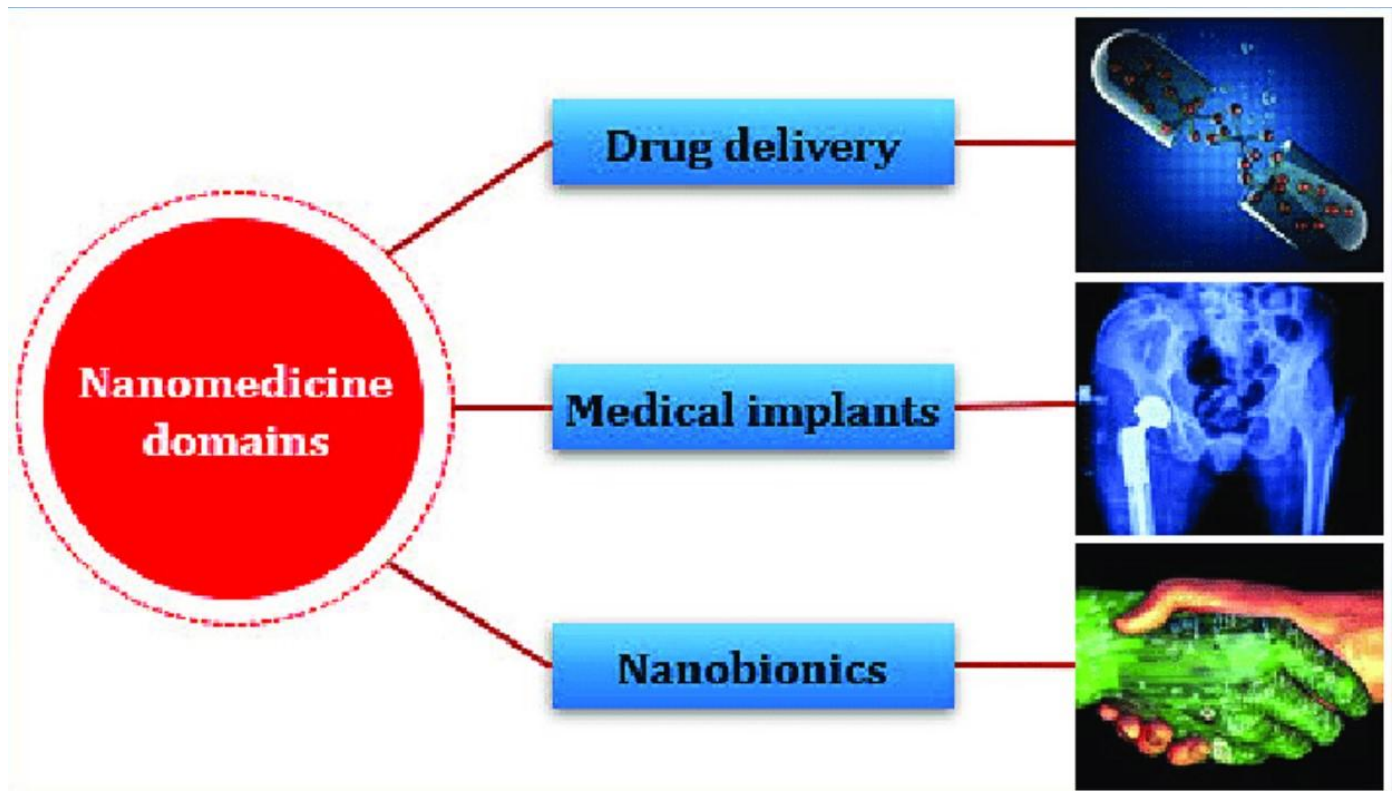 Nanomedicine
domains
Drug delivery
Medical implants
Nanobionics